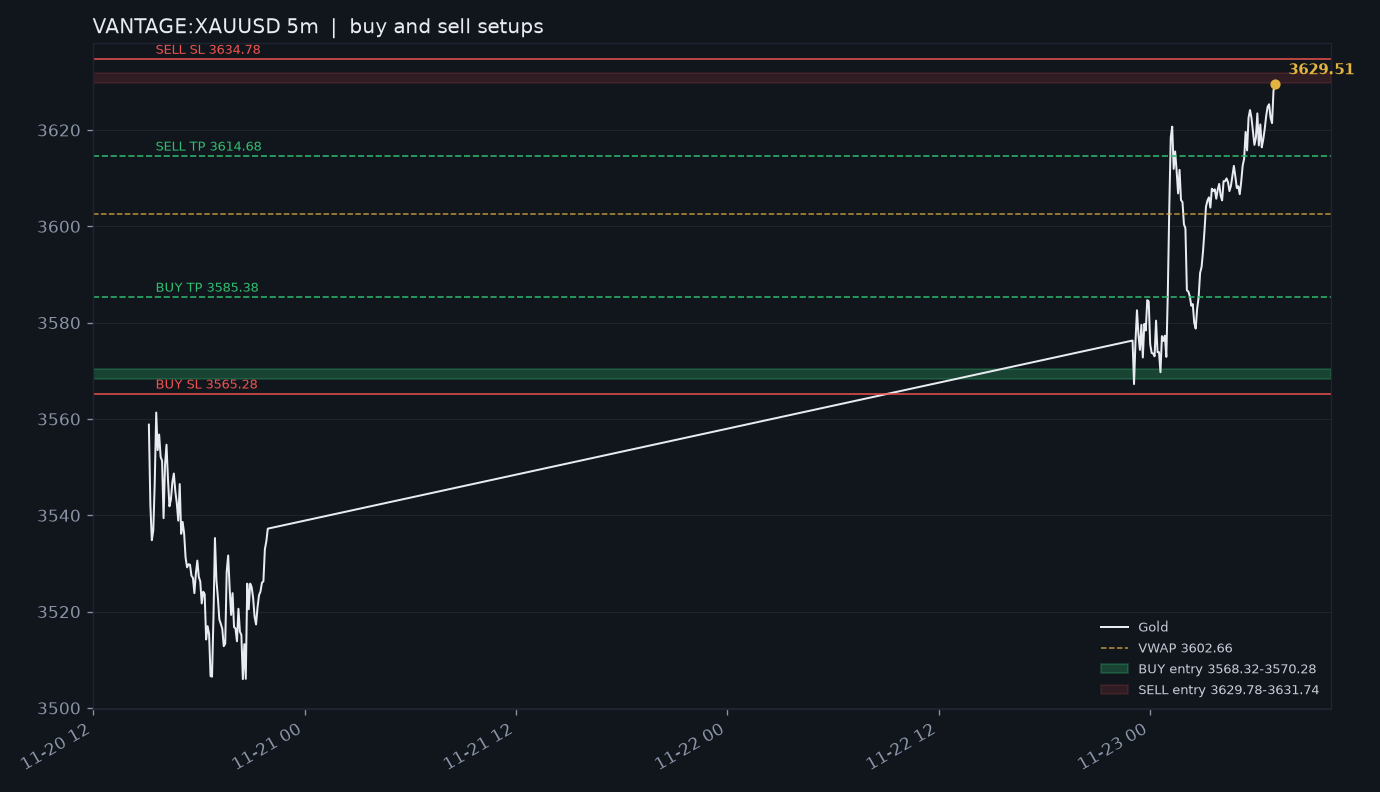 VANTAGE:XAUUSD 5m | buy and sell setups
SELL SL 3634.78
3629.51
3620
SELL TP 3614.68
3600
BUY TP 3585.38
3580
BUY SL 3565.28
3560
3540
3520
3500
Gold
VWAP 3602.66
BUY entry 3568.32-3570.28
SELL entry 3629.78-3631.74
11-20 12
11-21 00
11-21 12
11-22 00
11-22 12
11-23 00